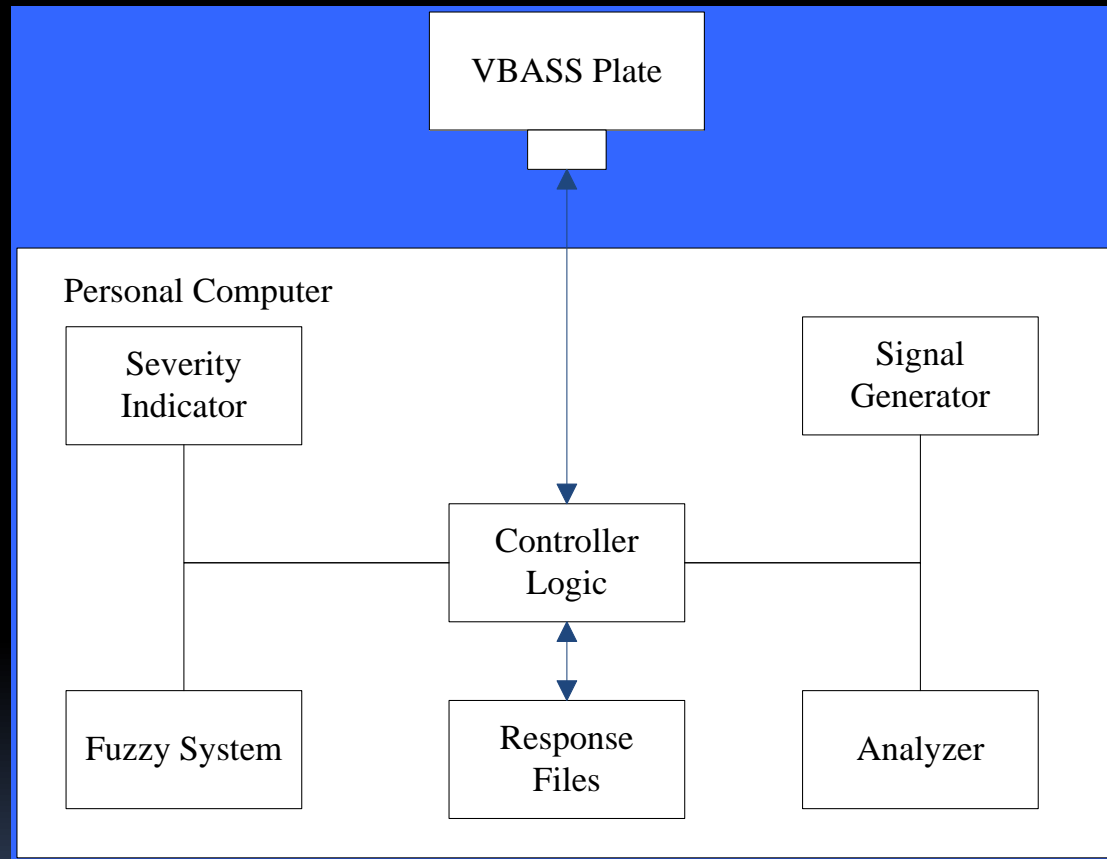 VBASS Plate
Personal Computer
Severity
Indicator
Signal
Generator
Controller
Logic
Fuzzy System
Response
Files
Analyzer